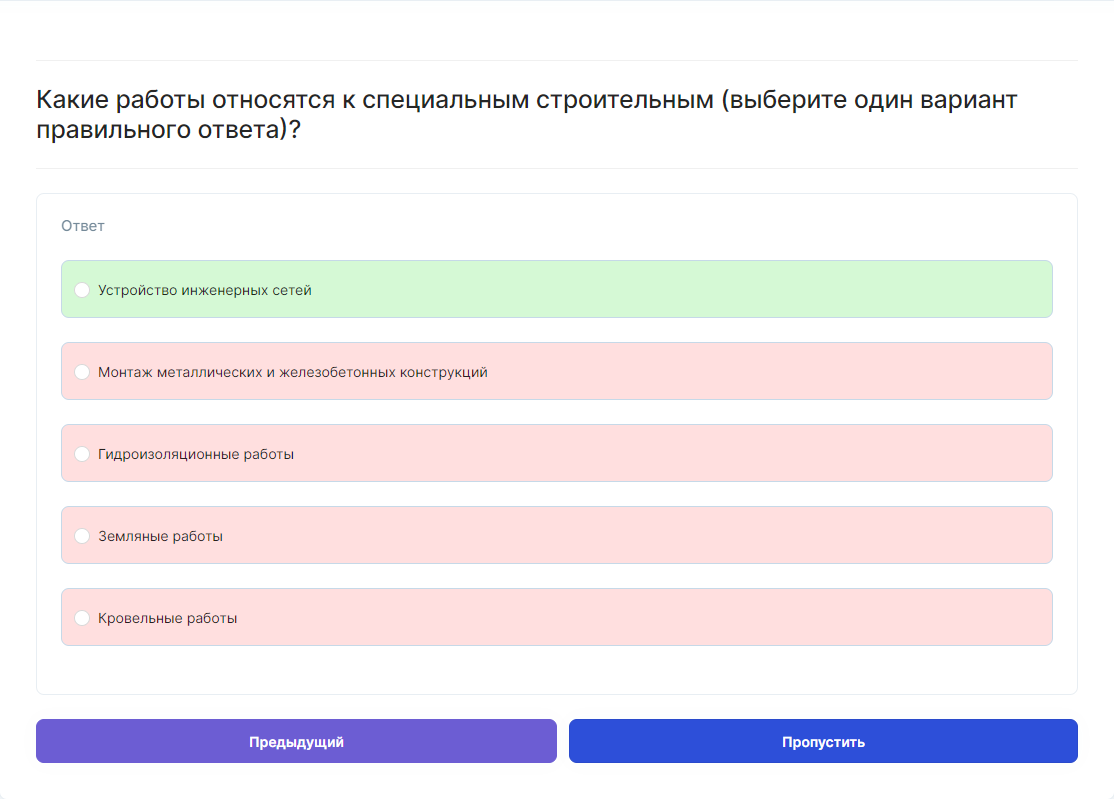 Какие работы относятся к специальным строительным (выберите один вариант
правильного ответа)?
Ответ
Устройство инженерных сетей
Монтаж металлических и железобетонных конструкций
Гидроизоляционные работы
Земляные работы
Кровельные работы
Предыдущий
Пропустить